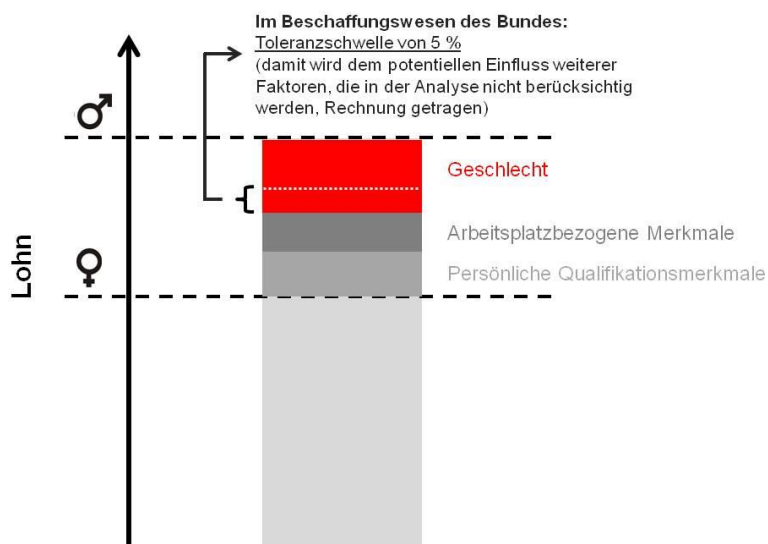 Im Beschaffungswesen des Bundes:
Toleranzschwelle von 5 %
(damit wird dem potentiellen Einfluss weiterer
Faktoren, die in der Analyse nicht berücksichtig
werden, Rechnung getragen)
Geschlecht
Arbeitsplatzbezogene Merkmale
Persönliche Qualifikationsmerkmale
Lohn